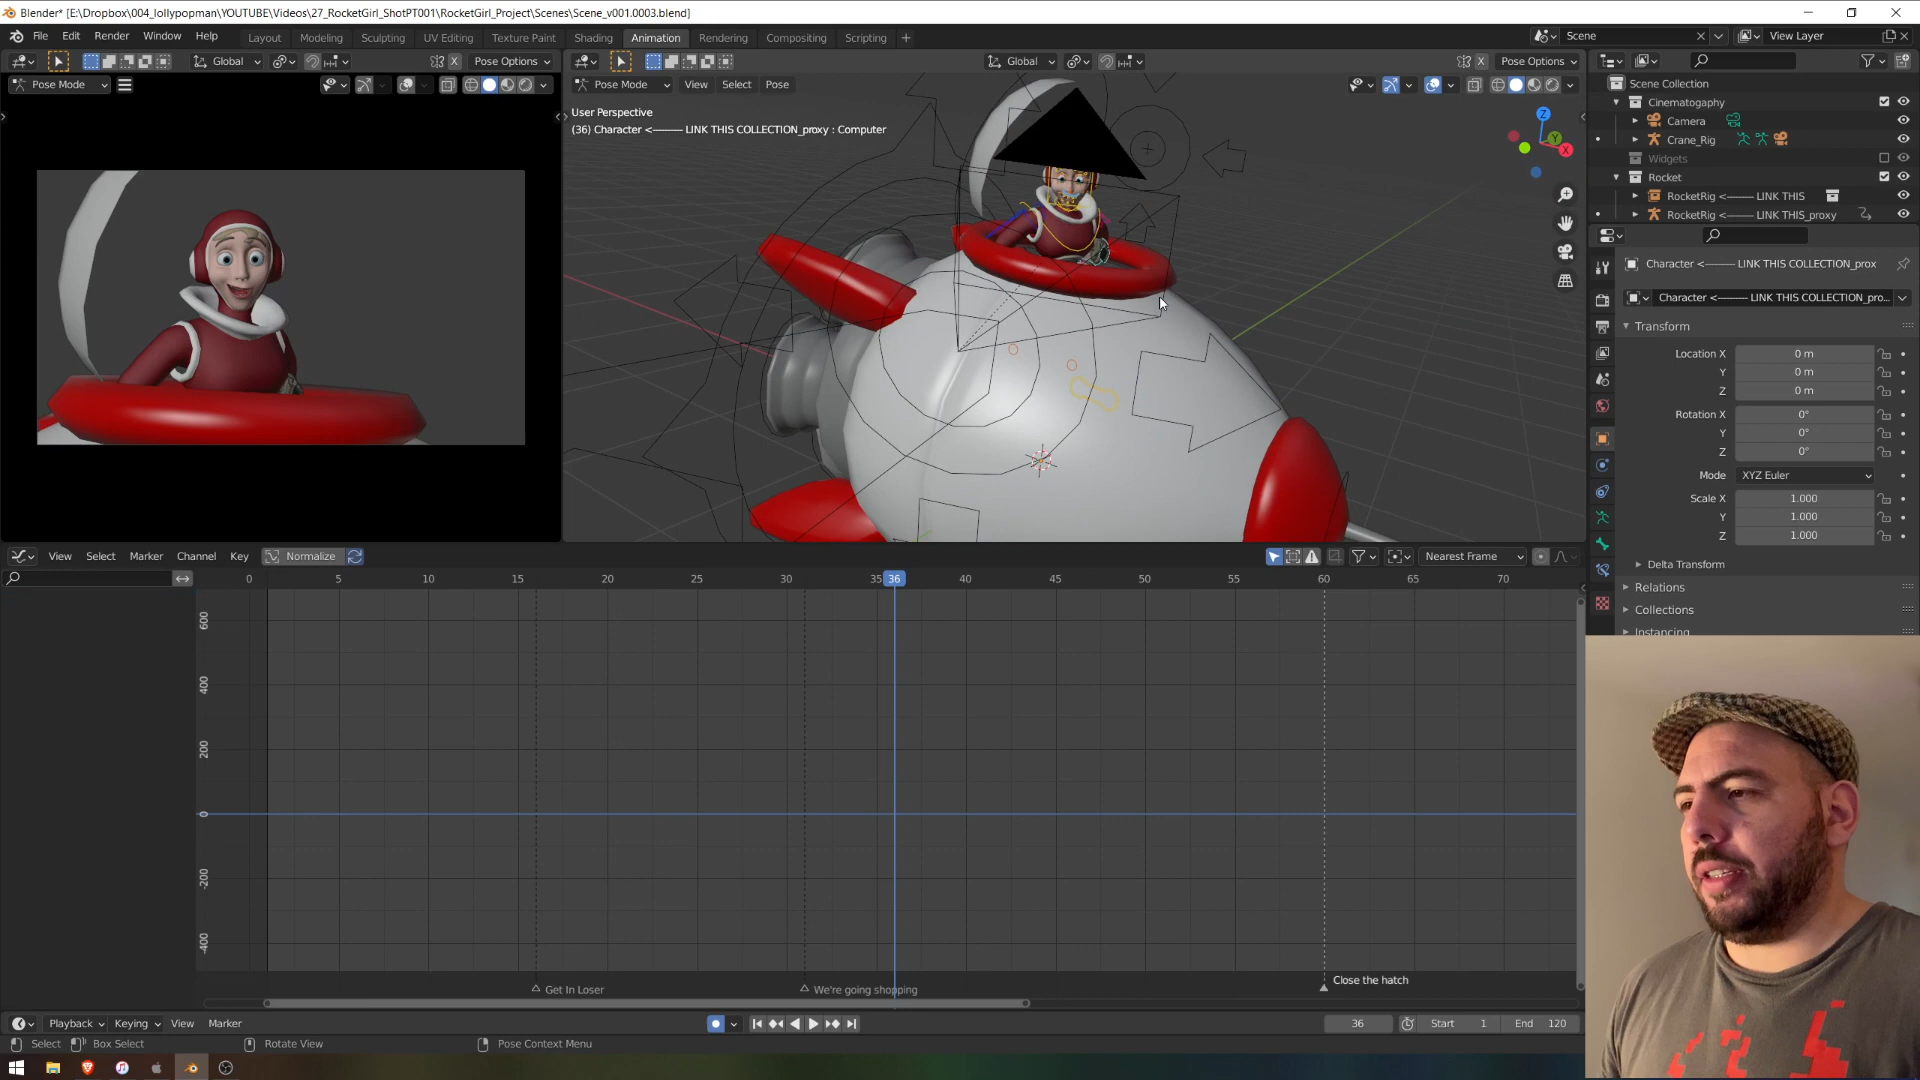 Blender* [E:\Dropbox\004_lollypopman\YOUTUBE\Videos\27_RocketGirl_ShotPT001\RocketGirl_Project\Scenes\Scene_v001.0003.blend]
File Edit Render Window Help Layout Modeling Sculpting UV Editing Texture Paint Shading Animation Rendering Compositing Scripting + Scene View Layer
Global X Pose Options Global X Pose Options
Pose Mode Pose Mode View Select Pose
User Perspective
(36) Character <-------- LINK THIS COLLECTION_proxy : Computer
Z
Y
X
Scene Collection
Cinematogaphy
Camera
Crane_Rig
Widgets
Rocket
RocketRig <-------- LINK THIS
RocketRig <-------- LINK THIS_proxy
Character <-------- LINK THIS COLLECTION_prox
Character <-------- LINK THIS COLLECTION_pro...
Transform
Location X 0 m
Y 0 m
Z 0 m
Rotation X 0°
Y 0°
Z 0°
Mode XYZ Euler
Scale X 1.000
Y 1.000
Z 1.000
Delta Transform
Relations
Collections
Instancing
View Select Marker Channel Key Normalize Nearest Frame
0 5 10 15 20 25 30 35 36 40 45 50 55 60 65 70
600
400
200
0
-200
-400
Close the hatch
Get In Loser We're going shopping
Playback Keying View Marker 36 Start 1 End 120
Select Box Select Rotate View Pose Context Menu